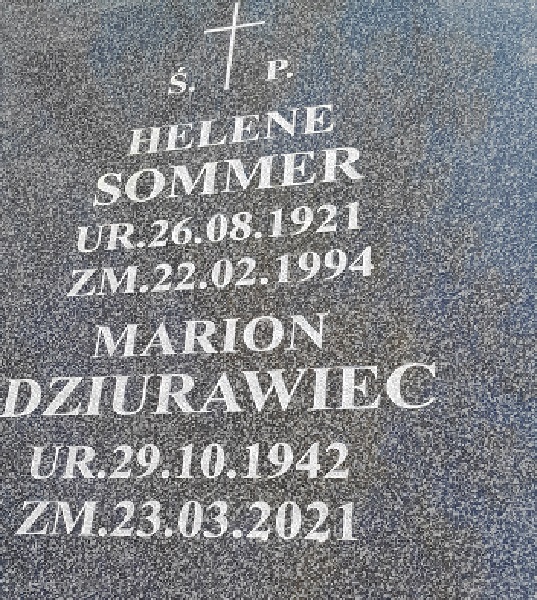 Ś. P.
HELENE
SOMMER
UR.26.08.1921
ZM.22.02.1994
MARION
DZIURAWIEC
UR.29.10.1942
ZM.23.03.2021